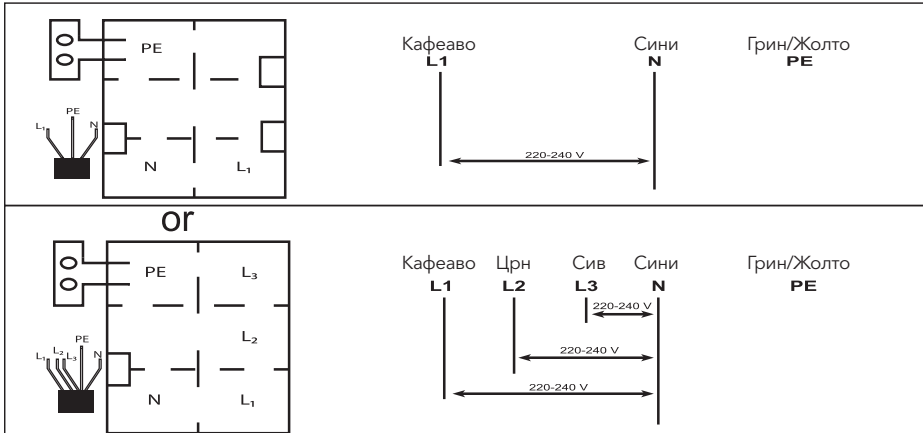 PE
L₁ PE N
N L₁
Кафеаво Сини Грин/Жолто
L1 N PE
220-240 V
or
PE L₃
L₂
L₁ L₂ L₃ PE N
N L₁
Кафеаво Црн Сив Сини Грин/Жолто
L1 L2 L3 N PE
220-240 V
220-240 V
220-240 V